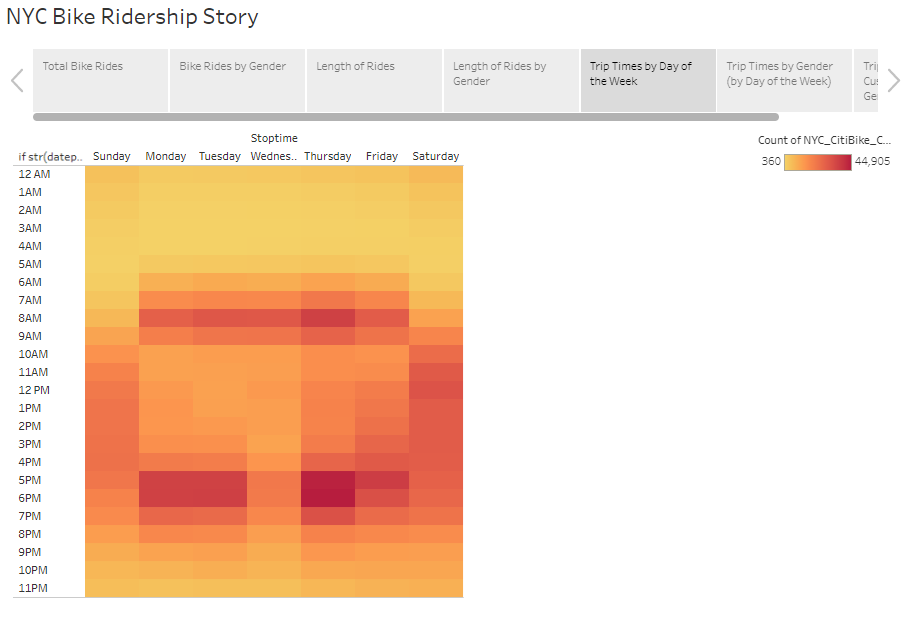 NYC Bike Ridership Story
Total Bike Rides
Bike Rides by Gender
Length of Rides
Length of Rides by
Gender
Trip Times by Day of
the Week
Trip Times by Gender
(by Day of the Week)
Trip
Cus
Gen
Stoptime
if str(datep.. Sunday Monday Tuesday Wednes.. Thursday Friday Saturday
12 AM
1AM
2AM
3AM
4AM
5AM
6AM
7AM
8AM
9AM
10AM
11AM
12 PM
1PM
2PM
3PM
4PM
5PM
6PM
7PM
8PM
9PM
10PM
11PM
Count of NYC_CitiBike_C...
360 44,905